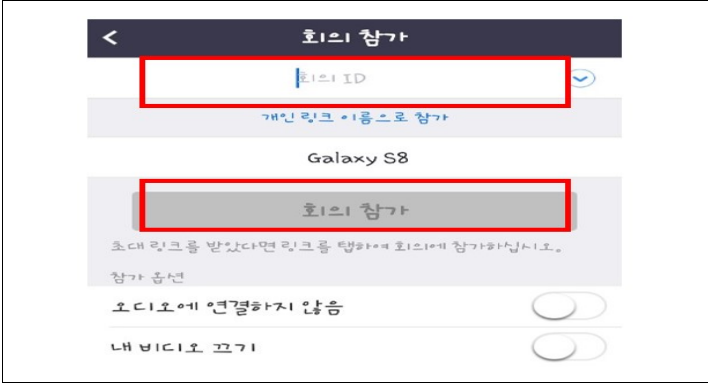 회의 참가
회의 ID
개인 링크 이름으로 참가
Galaxy S8
회의 참가
초대 링크를 받았다면 링크를 탭하여 회의에 참가하십시오.
참가 옵션
오디오에 연결하지 않음
내 비디오 끄기